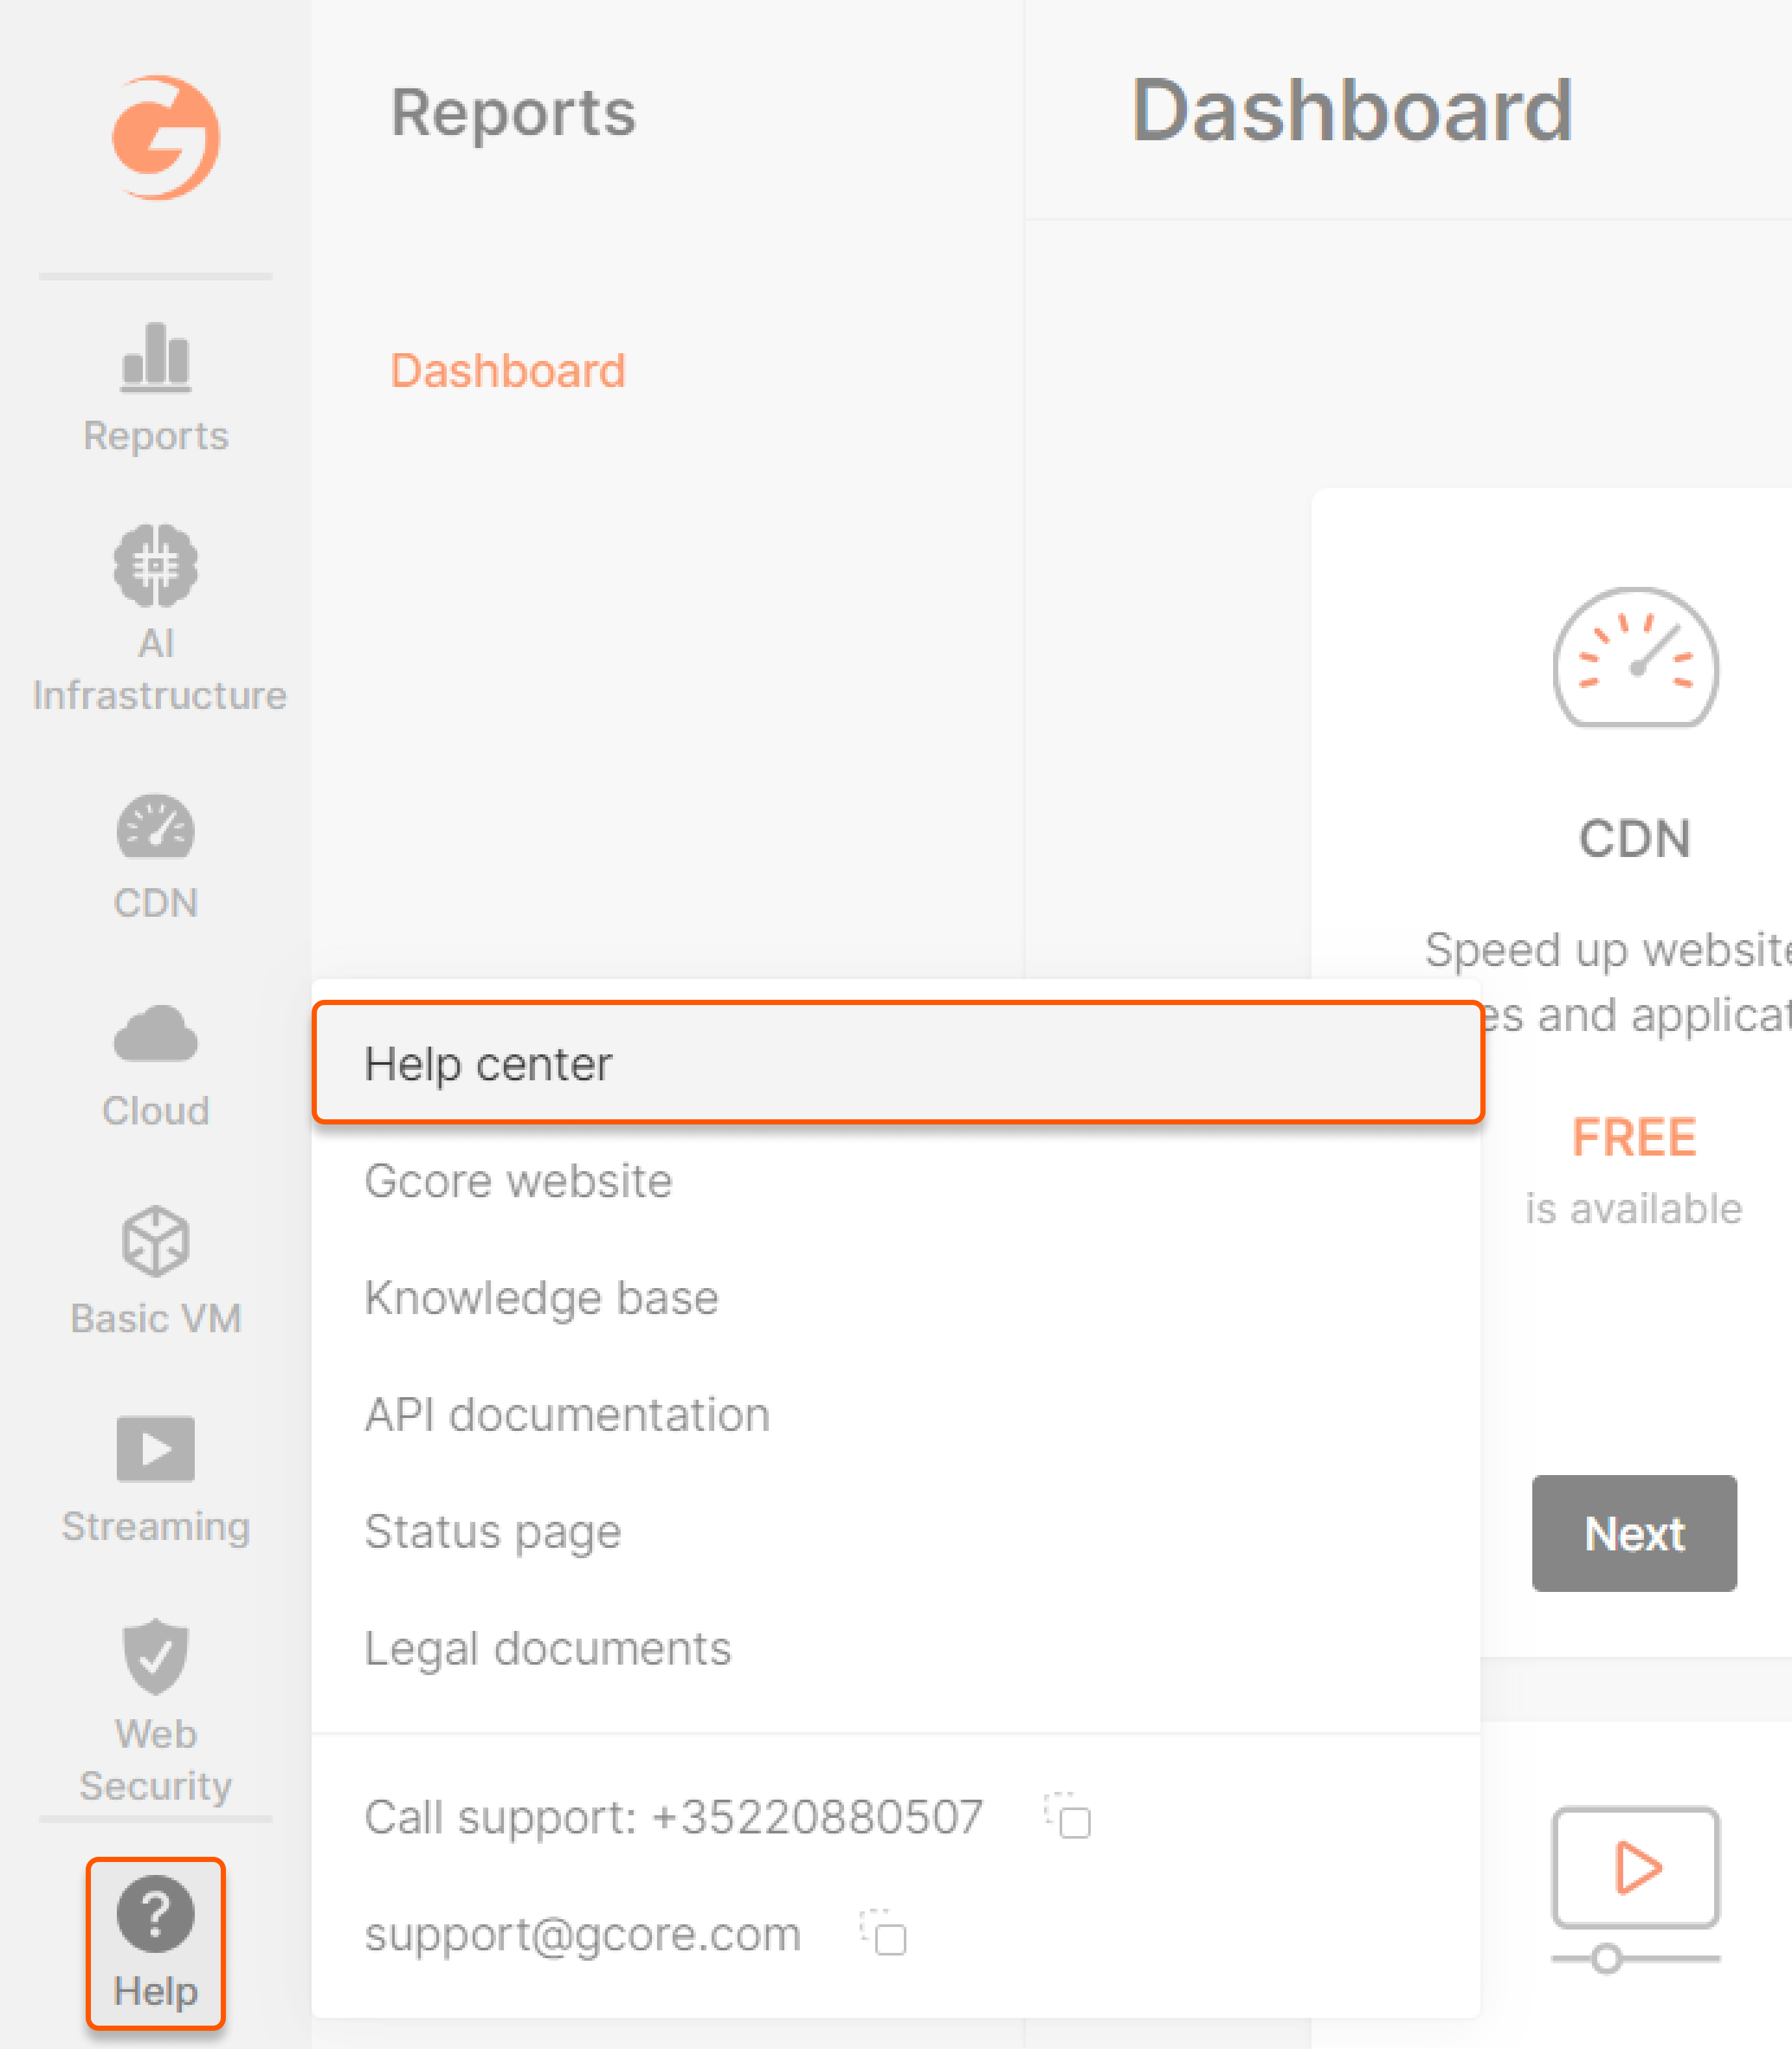 Reports
AI
Infrastructure
CDN
Cloud
Basic VM
Streaming
Web
Security
Help
Reports
Dashboard
Dashboard
CDN
Speed up website
es and applicat
FREE
is available
Next
Help center
Gcore website
Knowledge base
API documentation
Status page
Legal documents
Call support: +35220880507
support@gcore.com